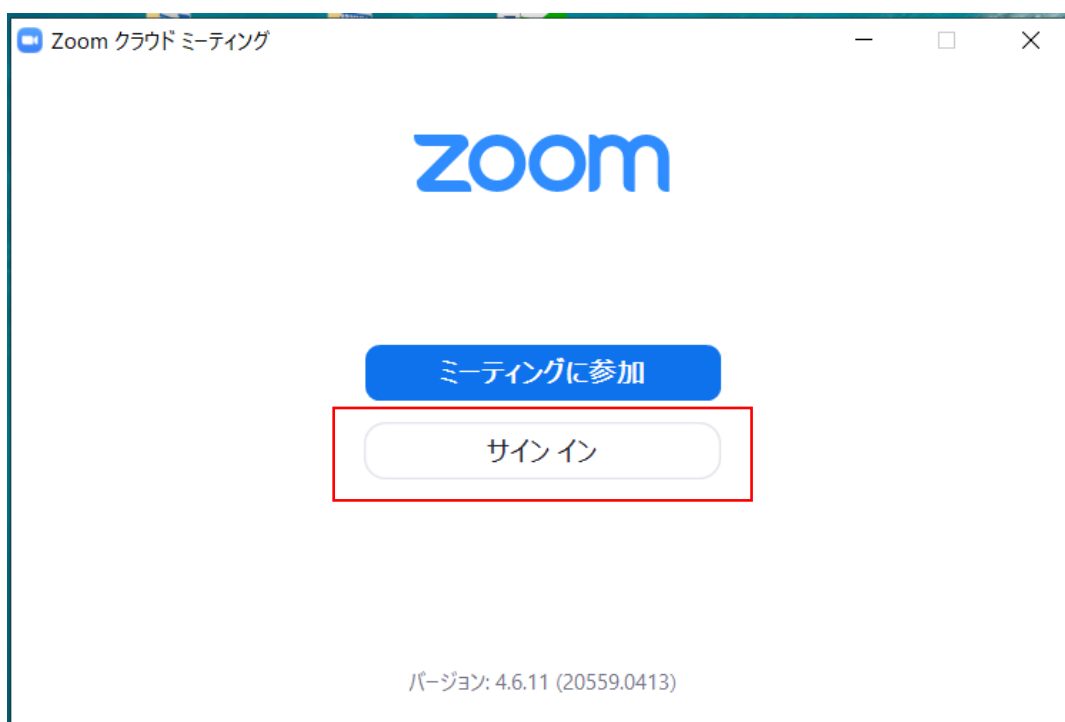 Zoom クラウド ミーティング
zoom
ミーティングに参加
サイン イン
バージョン: 4.6.11 (20559.0413)